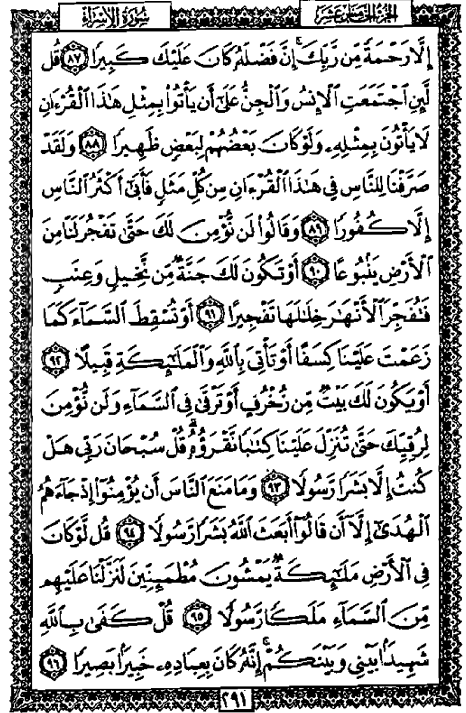 الجزء الخامس عشر
سورة الإسراء
إِلَّا رَحْمَةً مِّن رَّبِّكَ ۚ إِنَّ فَضْلَهُ كَانَ عَلَيْكَ كَبِيرًا ٨٧ قُل
لَّئِنِ ٱجْتَمَعَتِ ٱلْإِنسُ وَٱلْجِنُّ عَلَىٰٓ أَن يَأْتُوا۟ بِمِثْلِ هَٰذَا ٱلْقُرْءَانِ
لَا يَأْتُونَ بِمِثْلِهِۦ وَلَوْ كَانَ بَعْضُهُمْ لِبَعْضٍ ظَهِيرًا ٨٨ وَلَقَدْ
صَرَّفْنَا لِلنَّاسِ فِى هَٰذَا ٱلْقُرْءَانِ مِن كُلِّ مَثَلٍ فَأَبَىٰٓ أَكْثَرُ ٱلنَّاسِ
إِلَّا كُفُورًا ٨٩ وَقَالُوا۟ لَن نُّؤْمِنَ لَكَ حَتَّىٰ تَفْجُرَ لَنَا مِنَ
ٱلْأَرْضِ يَنۢبُوعًا ٩٠ أَوْ تَكُونَ لَكَ جَنَّةٌ مِّن نَّخِيلٍ وَعِنَبٍ
فَتُفَجِّرَ ٱلْأَنْهَٰرَ خِلَٰلَهَا تَفْجِيرًا ٩١ أَوْ تُسْقِطَ ٱلسَّمَآءَ كَمَا
زَعَمْتَ عَلَيْنَا كِسَفًا أَوْ تَأْتِىَ بِٱللَّهِ وَٱلْمَلَٰٓئِكَةِ قَبِيلًا ٩٢
أَوْ يَكُونَ لَكَ بَيْتٌ مِّن زُخْرُفٍ أَوْ تَرْقَىٰ فِى ٱلسَّمَآءِ وَلَن نُّؤْمِنَ
لِرُقِيِّكَ حَتَّىٰ تُنَزِّلَ عَلَيْنَا كِتَٰبًا نَّقْرَؤُهُۥ ۗ قُلْ سُبْحَانَ رَبِّى هَلْ
كُنتُ إِلَّا بَشَرًا رَّسُولًا ٩٣ وَمَا مَنَعَ ٱلنَّاسَ أَن يُؤْمِنُوٓا۟ إِذْ جَآءَهُمُ
ٱلْهُدَىٰٓ إِلَّآ أَن قَالُوٓا۟ أَبَعَثَ ٱللَّهُ بَشَرًا رَّسُولًا ٩٤ قُل لَّوْ كَانَ
فِى ٱلْأَرْضِ مَلَٰٓئِكَةٌ يَمْشُونَ مُطْمَئِنِّينَ لَنَزَّلْنَا عَلَيْهِم
مِّنَ ٱلسَّمَآءِ مَلَكًا رَّسُولًا ٩٥ قُلْ كَفَىٰ بِٱللَّهِ
شَهِيدًۢا بَيْنِى وَبَيْنَكُمْ ۚ إِنَّهُۥ كَانَ بِعِبَادِهِۦ خَبِيرًۢا بَصِيرًا ٩٦
٢٩١